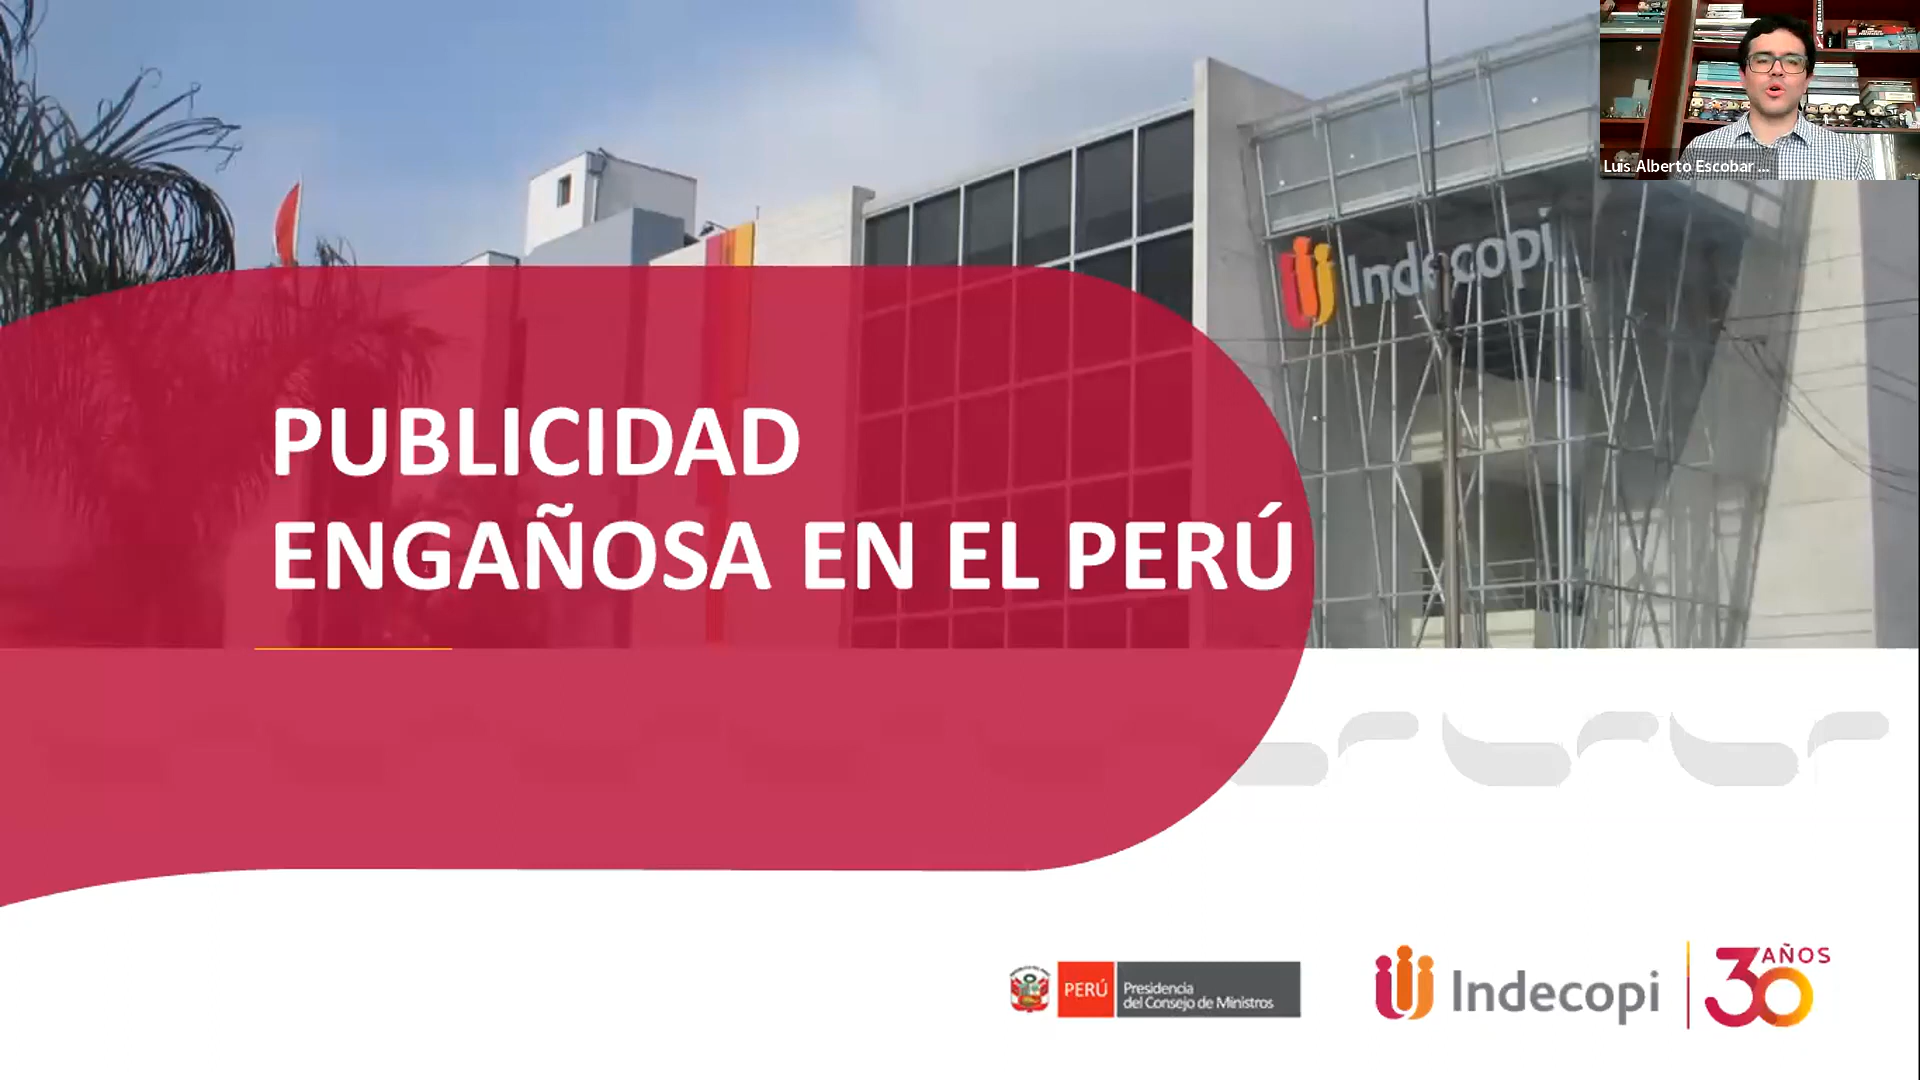 Luis Alberto Escobar ...
Indecopi
PUBLICIDAD
ENGAÑOSA EN EL PERÚ
PERÚ
Presidencia
del Consejo de Ministros
Indecopi
30 AÑOS